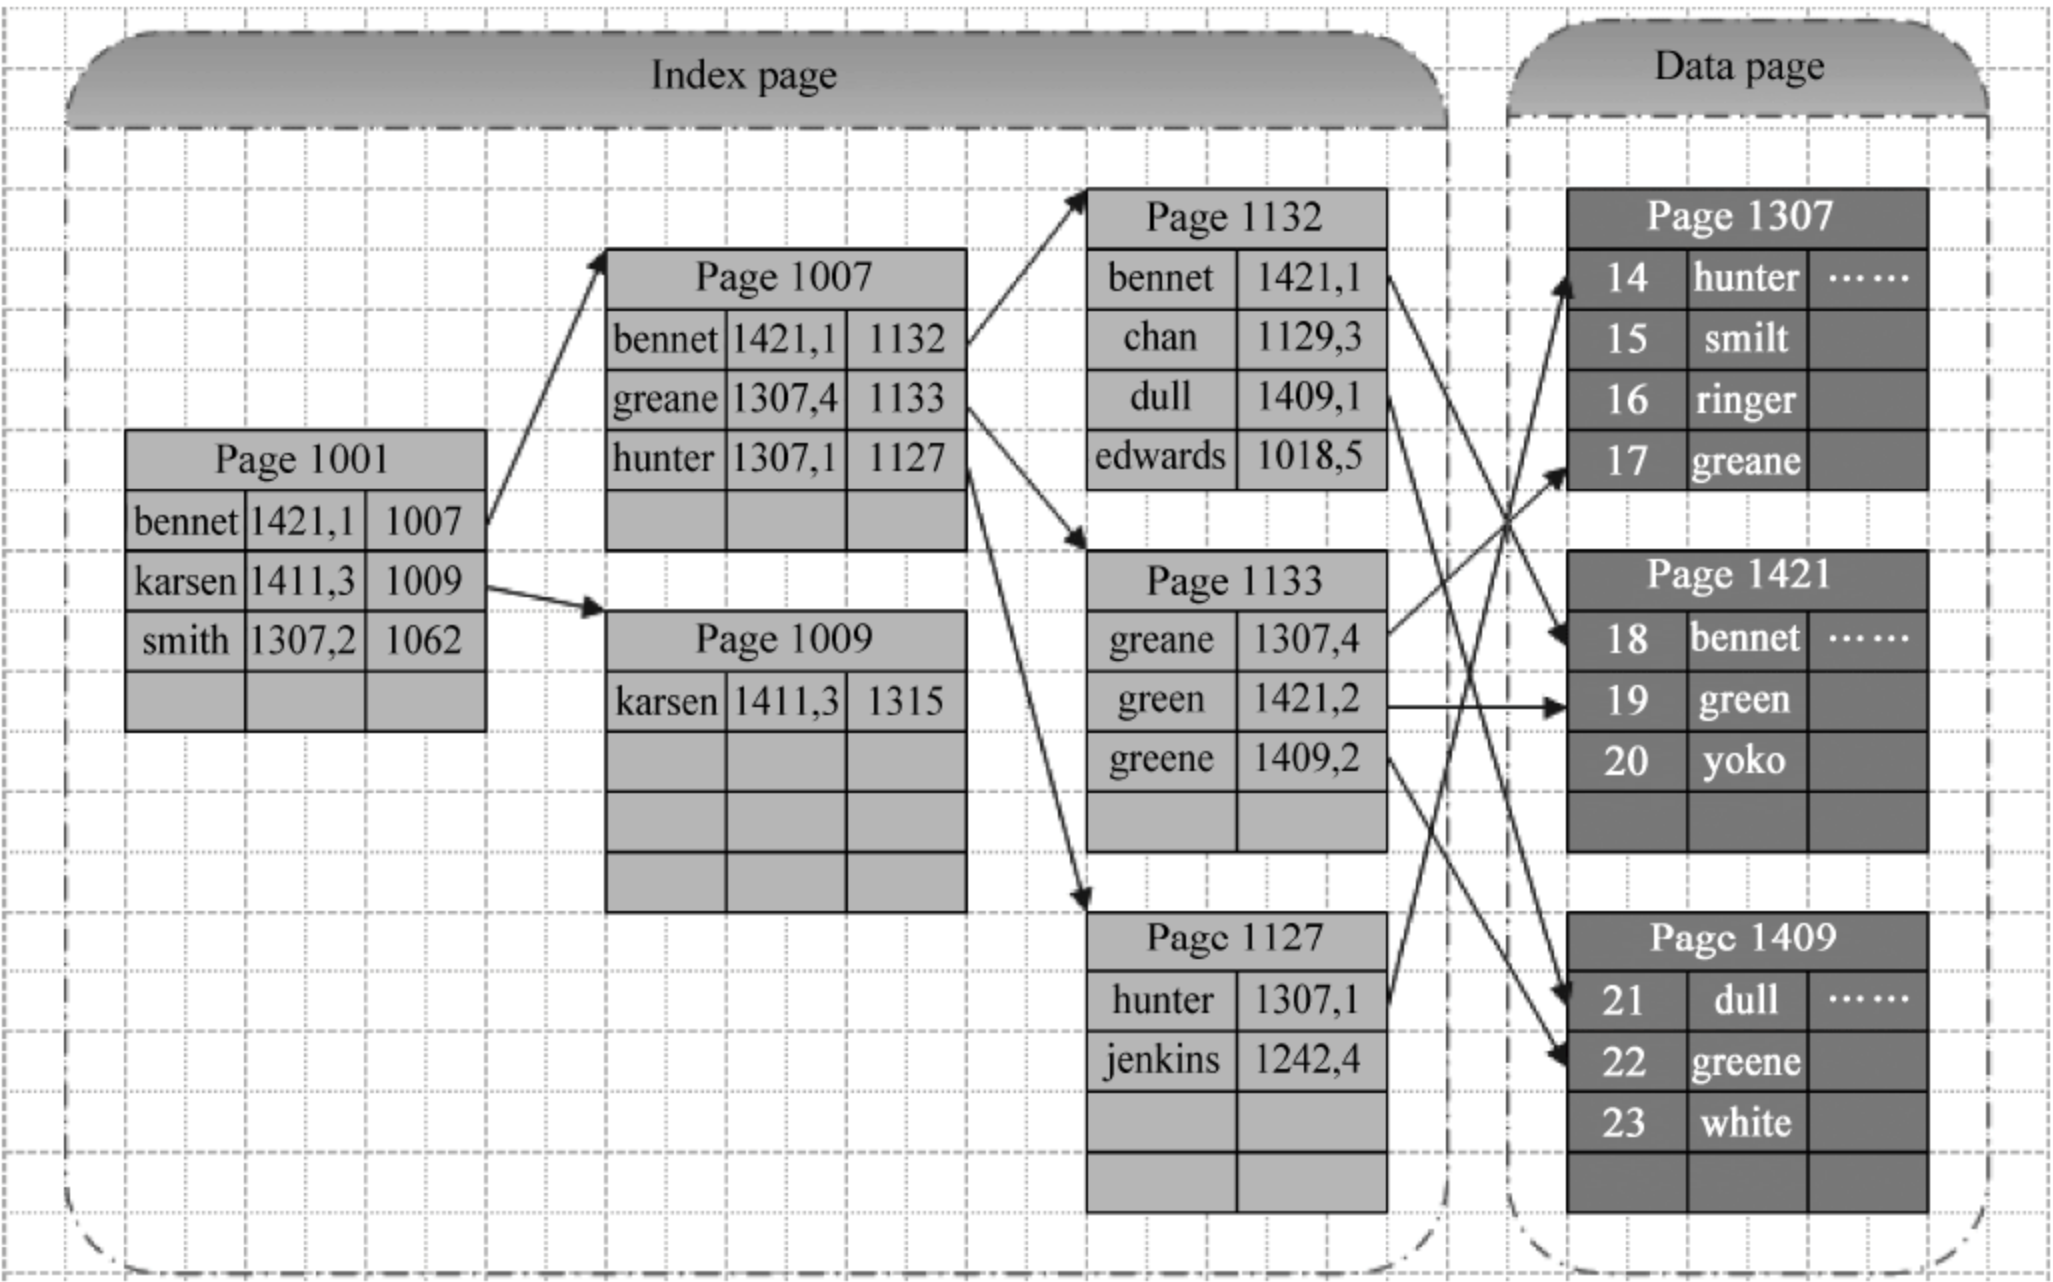 Index page
Data page
Page 1001
bennet 1421,1 1007
karsen 1411,3 1009
smith 1307,2 1062
Page 1007
bennet 1421,1 1132
greane 1307,4 1133
hunter 1307,1 1127
Page 1009
karsen 1411,3 1315
Page 1132
bennet 1421,1
chan 1129,3
dull 1409,1
edwards 1018,5
Page 1133
greane 1307,4
green 1421,2
greene 1409,2
Page 1127
hunter 1307,1
jenkins 1242,4
Page 1307
14 hunter ……
15 smilt
16 ringer
17 greane
Page 1421
18 bennet ……
19 green
20 yoko
Page 1409
21 dull ……
22 greene
23 white